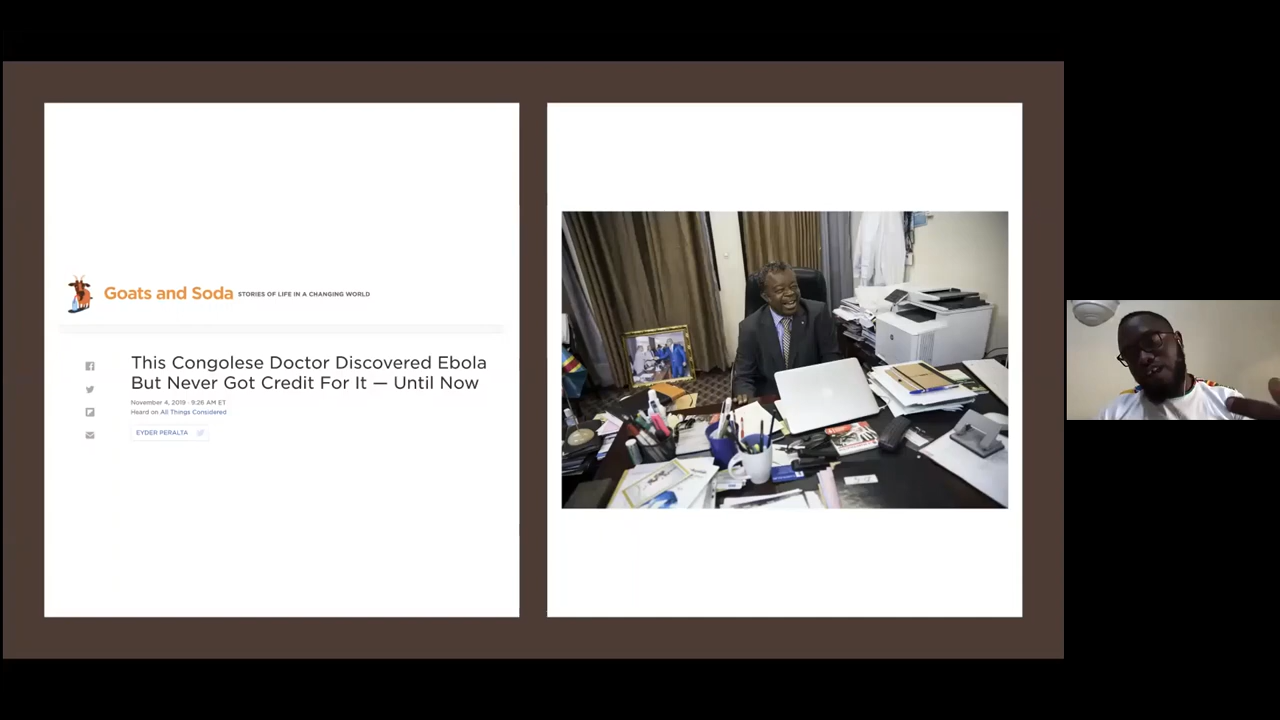 Goats and Soda STORIES OF LIFE IN A CHANGING WORLD
This Congolese Doctor Discovered Ebola
But Never Got Credit For It — Until Now
November 4, 2019 · 9:26 AM ET
Heard on All Things Considered
EYDER PERALTA